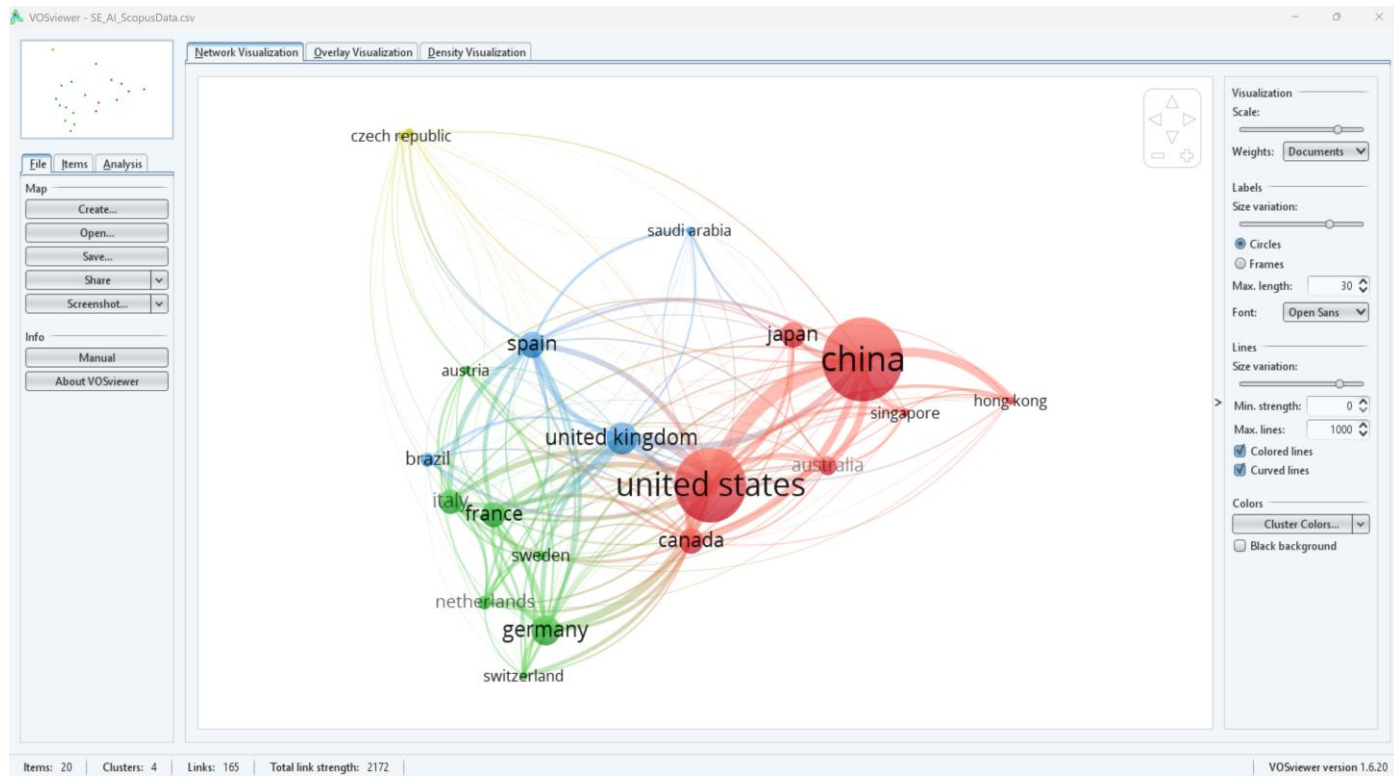 VOSviewer - SE_AI_ScopusData.csv
Network Visualization
Overlay Visualization
Density Visualization
File
Items
Analysis
Map
Create...
Open...
Save...
Share
Screenshot...
Info
Manual
About VOSviewer
czech republic
saudi arabia
japan
spain
china
austria
hong kong
singapore
united kingdom
brazil
australia
united states
italy
france
canada
sweden
netherlands
germany
switzerland
Visualization
Scale:
Weights: Documents
Labels
Size variation:
Circles
Frames
Max. length: 30
Font: Open Sans
Lines
Size variation:
>
Min. strength: 0
Max. lines: 1000
Colored lines
Curved lines
Colors
Cluster Colors...
Black background
Items: 20 | Clusters: 4 | Links: 165 | Total link strength: 2172 |
VOSviewer version 1.6.20